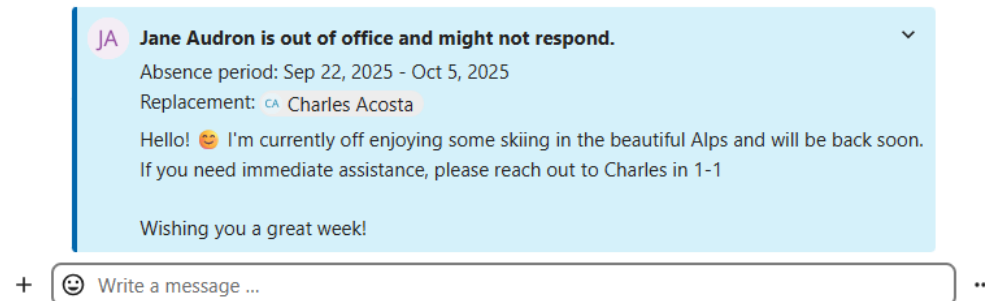 JA Jane Audron is out of office and might not respond.
Absence period: Sep 22, 2025 - Oct 5, 2025
Replacement: CA Charles Acosta
Hello! 😊 I'm currently off enjoying some skiing in the beautiful Alps and will be back soon.
If you need immediate assistance, please reach out to Charles in 1-1
Wishing you a great week!
Write a message ...